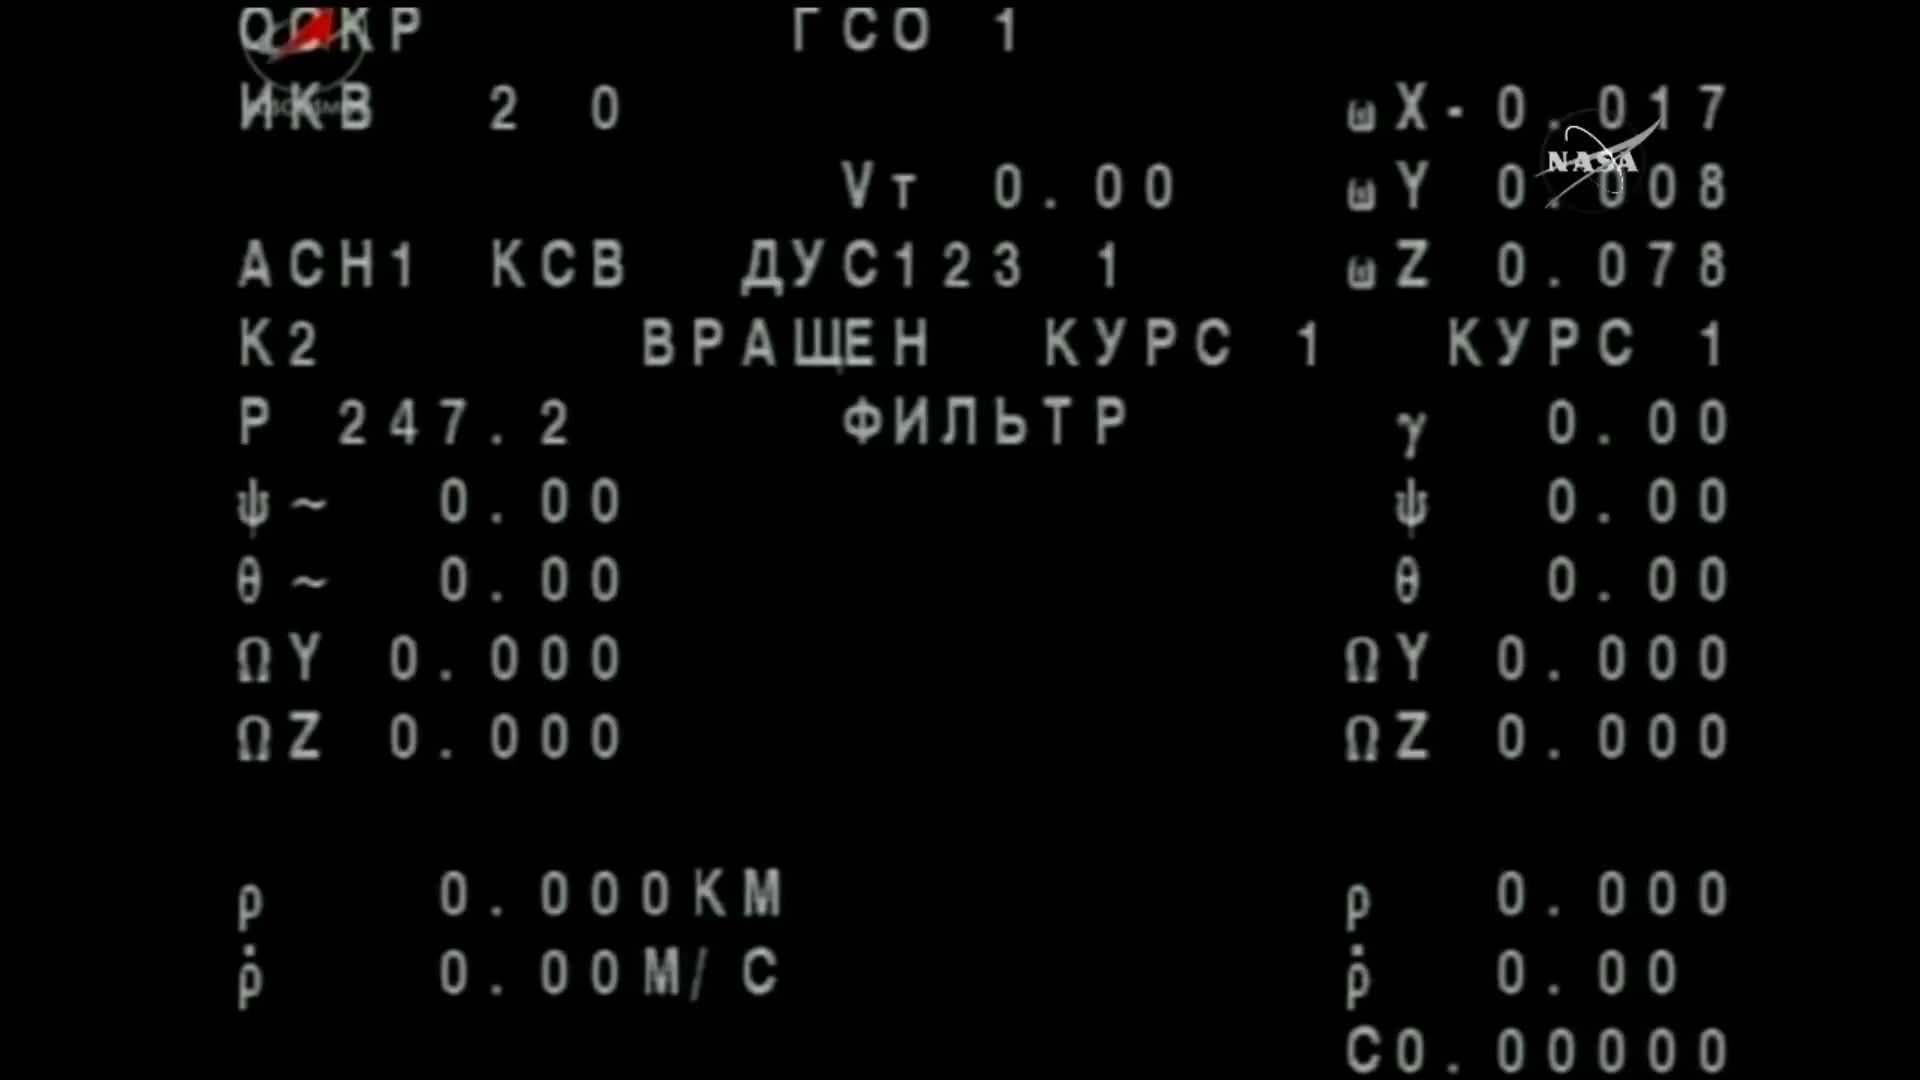 ОСКР ГСО 1
ИКВ 2 0 ωX-0.017
NASA
Vт 0.00 ωY 0.008
АСН1 КСВ ДУС123 1 ωZ 0.078
К2 ВРАЩЕН КУРС 1 КУРС 1
Р 247.2 ФИЛЬТР γ 0.00
ψ~ 0.00 ψ 0.00
θ~ 0.00 θ 0.00
ΩY 0.000 ΩY 0.000
ΩZ 0.000 ΩZ 0.000
ρ 0.000КМ ρ 0.000
ρ̇ 0.00М/С ρ̇ 0.00
С0.00000